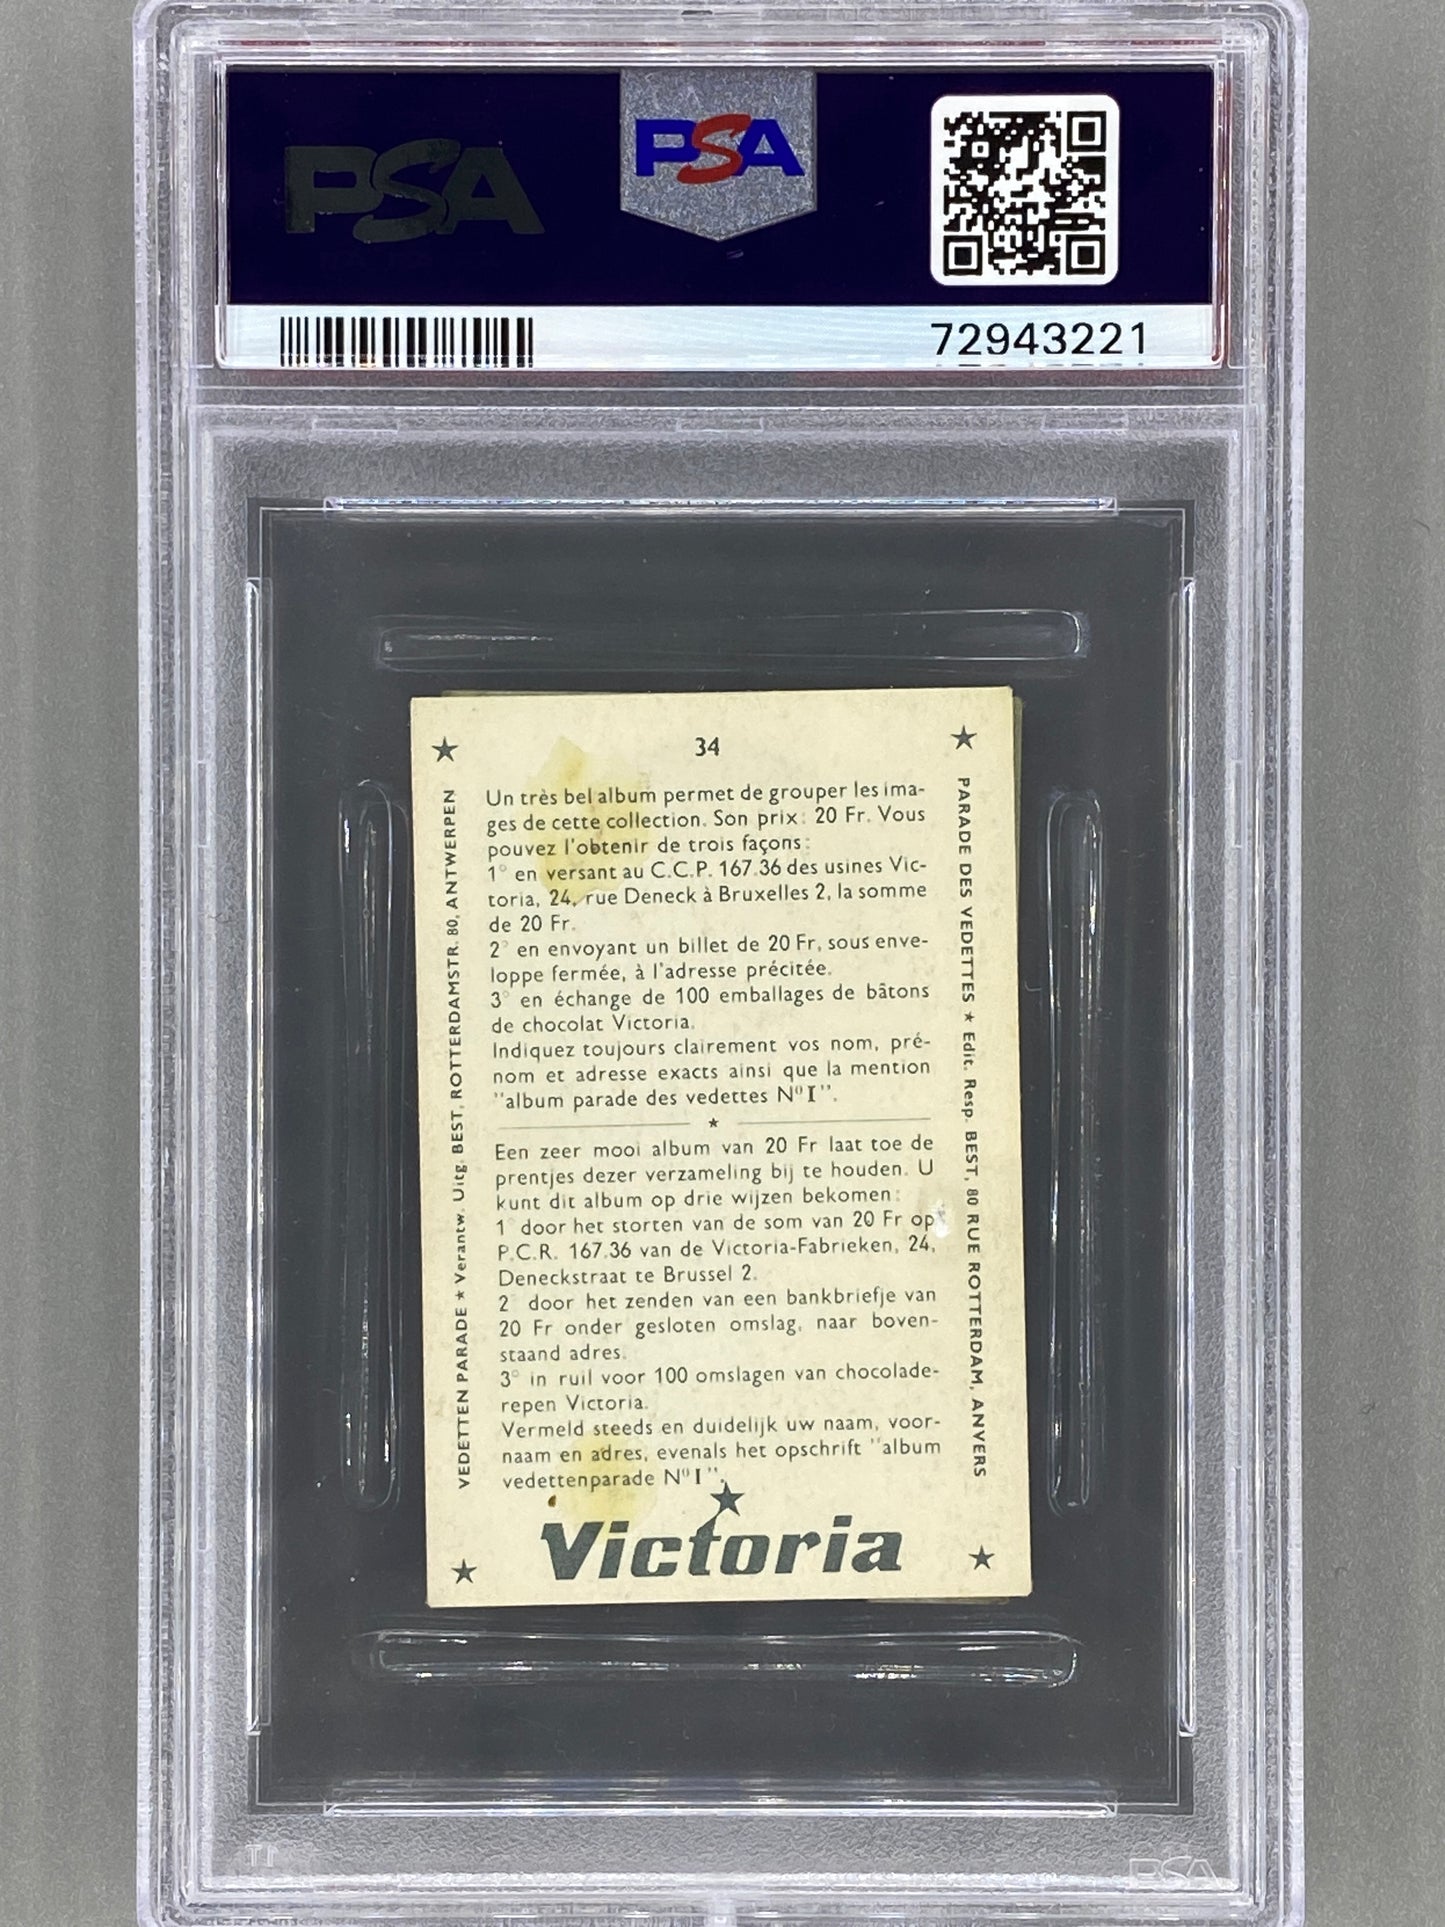 PSA
PSA
72943221
34
Un très bel album permet de grouper les ima-
ges de cette collection. Son prix: 20 Fr. Vous
pouvez l'obtenir de trois façons:
1° en versant au C.C.P. 167.36 des usines Vic-
toria, 24, rue Deneck à Bruxelles 2, la somme
de 20 Fr.
2° en envoyant un billet de 20 Fr. sous enve-
loppe fermée, à l'adresse précitée.
3° en échange de 100 emballages de bâtons
de chocolat Victoria.
Indiquez toujours clairement vos nom, pré-
nom et adresse exacts ainsi que la mention
"album parade des vedettes Nº I".
Een zeer mooi album van 20 Fr laat toe de
prentjes dezer verzameling bij te houden. U
kunt dit album op drie wijzen bekomen:
1° door het storten van de som van 20 Fr op
P.C.R. 167.36 van de Victoria-Fabrieken, 24,
Deneckstraat te Brussel 2.
2° door het zenden van een bankbriefje van
20 Fr onder gesloten omslag, naar boven-
staand adres.
3° in ruil voor 100 omslagen van chocolade-
repen Victoria.
Vermeld steeds en duidelijk uw naam, voor-
naam en adres, evenals het opschrift "album
vedettenparade Nº I".
Victoria
VEDETTEN PARADE ★ Verantw. Uitg. BEST, ROTTERDAMSTR. 80, ANTWERPEN
PARADE DES VEDETTES ★ Edit. Resp. BEST, 80 RUE ROTTERDAM, ANVERS
PSA